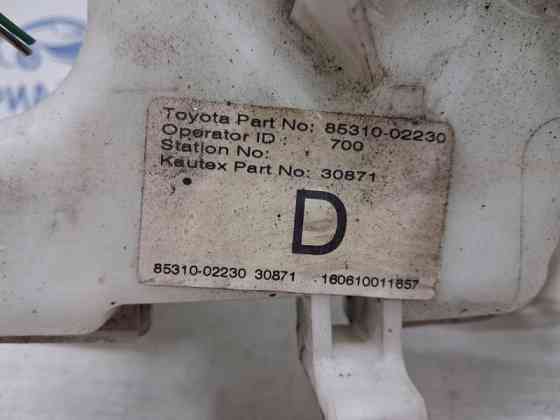 Toyota Part No: 85310-02230
Operator ID : 700
Station No:
Kautex Part No: 30871
D
85310-02230 30871 160610011857